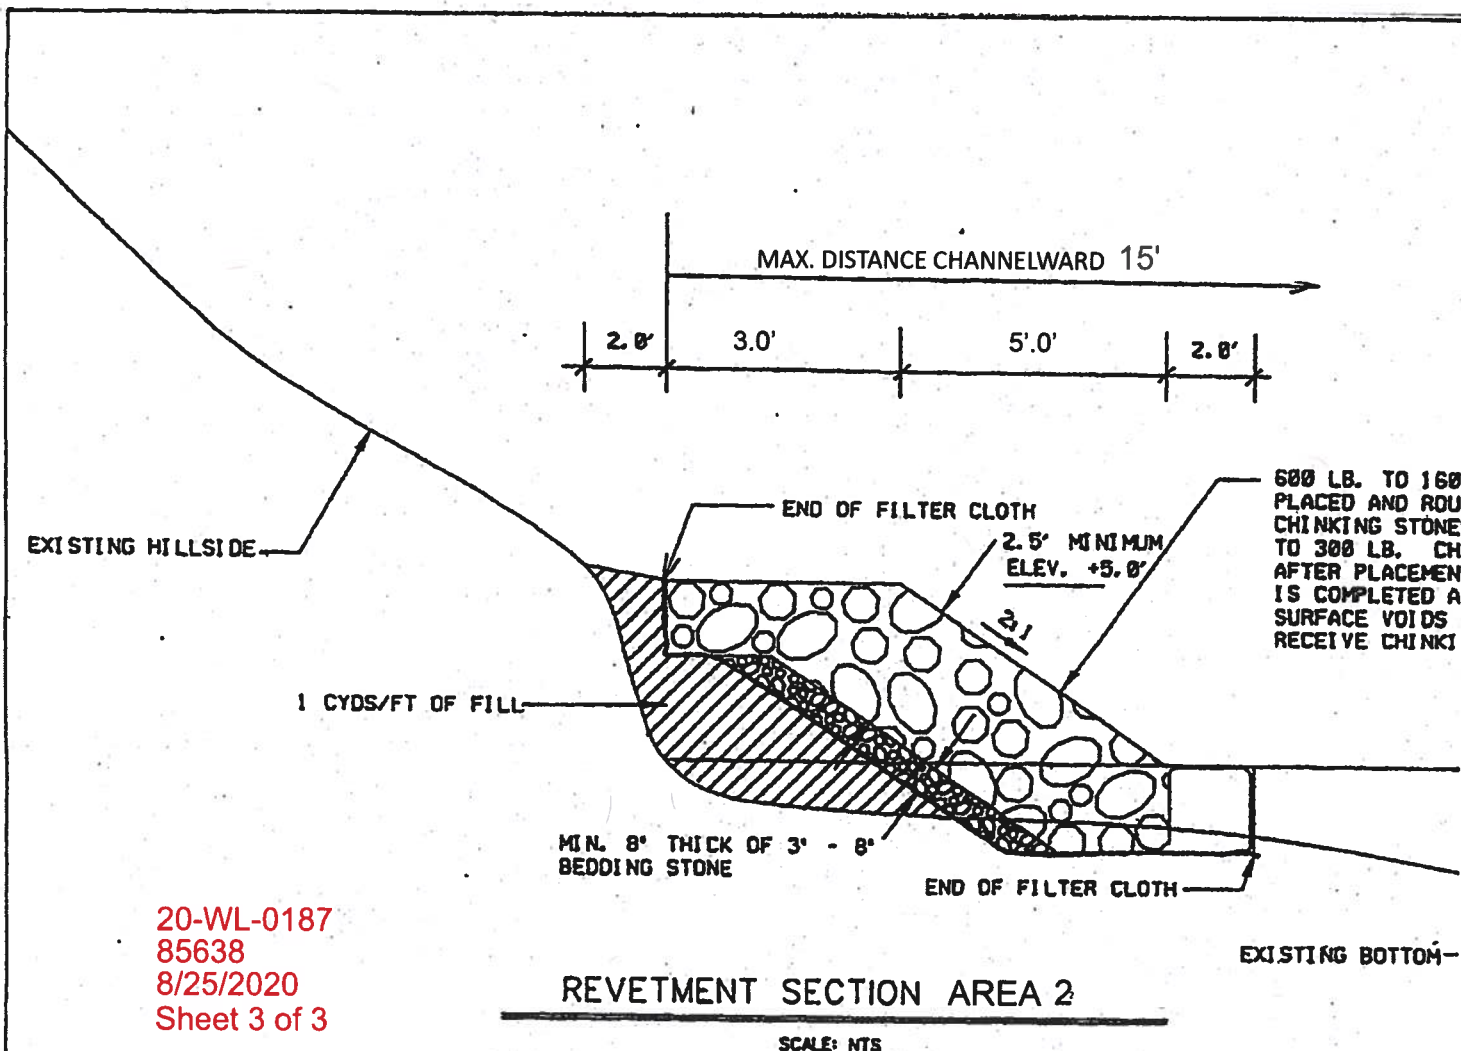 MAX. DISTANCE CHANNELWARD 15'
2.0' 3.0' 5'.0' 2.0'
END OF FILTER CLOTH
2.5' MINIMUM
ELEV. +5.0'
2:1
600 LB. TO 160
PLACED AND ROU
CHINKING STONE
TO 300 LB. CH
AFTER PLACEMEN
IS COMPLETED A
SURFACE VOIDS
RECEIVE CHINKI
EXISTING HILLSIDE
1 CYDS/FT OF FILL
MIN. 8" THICK OF 3" - 8"
BEDDING STONE
END OF FILTER CLOTH
EXISTING BOTTOM
20-WL-0187
85638
8/25/2020
Sheet 3 of 3
REVETMENT SECTION AREA 2
SCALE: NTS